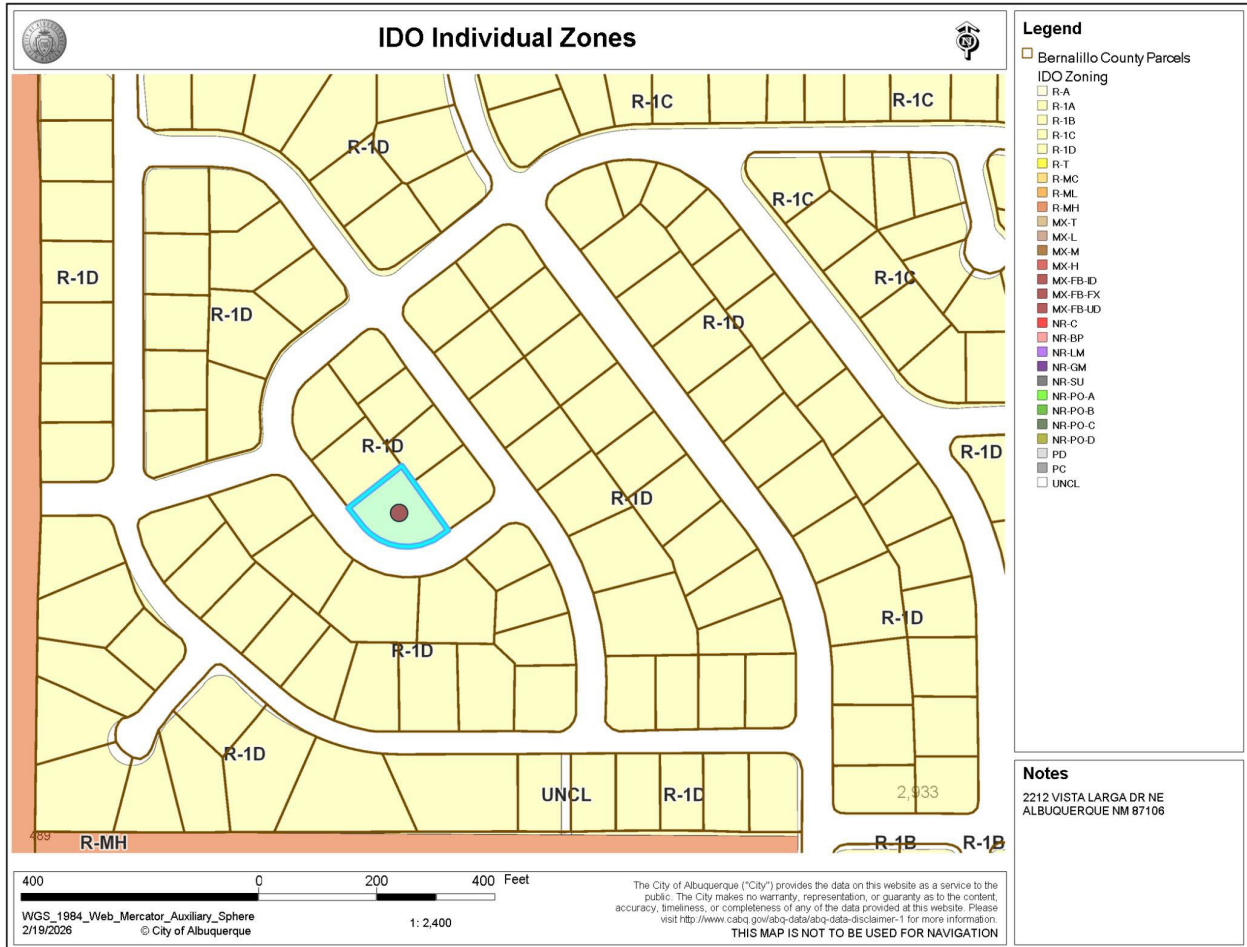 IDO Individual Zones
N
R-1C
R-1C
R-1D
R-1C
R-1D
R-1C
R-1D
R-1D
R-1D
R-1D
R-1D
R-1D
R-1D
R-1D
R-1D
UNCL
R-1D
2,933
489
R-MH
R-1B
R-1B
Legend
Bernalillo County Parcels
IDO Zoning
R-A
R-1A
R-1B
R-1C
R-1D
R-T
R-MC
R-ML
R-MH
MX-T
MX-L
MX-M
MX-H
MX-FB-ID
MX-FB-FX
MX-FB-UD
NR-C
NR-BP
NR-LM
NR-GM
NR-SU
NR-PO-A
NR-PO-B
NR-PO-C
NR-PO-D
PD
PC
UNCL
Notes
2212 VISTA LARGA DR NE
ALBUQUERQUE NM 87106
400 0 200 400 Feet
WGS_1984_Web_Mercator_Auxiliary_Sphere
2/19/2026 © City of Albuquerque
1: 2,400
The City of Albuquerque ("City") provides the data on this website as a service to the
public. The City makes no warranty, representation, or guaranty as to the content,
accuracy, timeliness, or completeness of any of the data provided at this website. Please
visit http://www.cabq.gov/abq-data/abq-data-disclaimer-1 for more information.
THIS MAP IS NOT TO BE USED FOR NAVIGATION